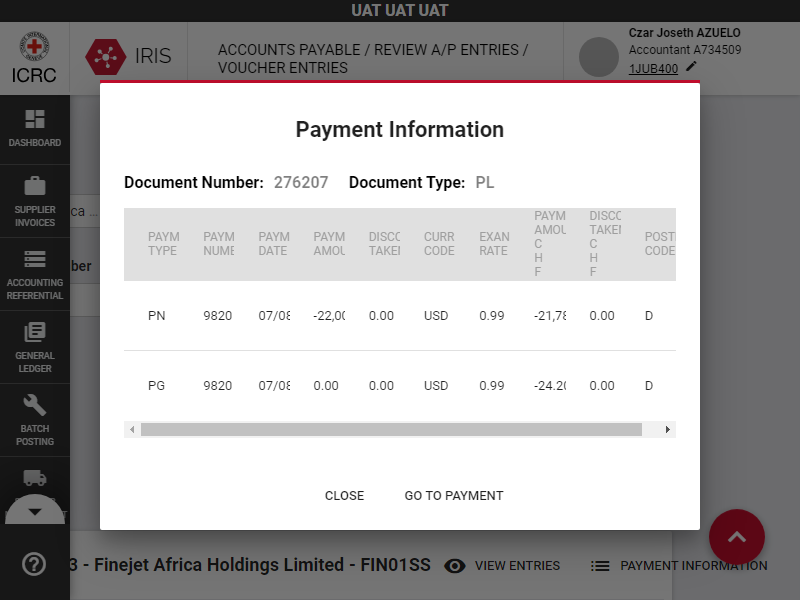 UAT UAT UAT
ICRC
IRIS
ACCOUNTS PAYABLE / REVIEW A/P ENTRIES /
VOUCHER ENTRIES
Czar Joseth AZUELO
Accountant A734509
1JUB400
DASHBOARD
SUPPLIER
INVOICES
ACCOUNTING
REFERENTIAL
GENERAL
LEDGER
BATCH
POSTING
ca ...
ber
Payment Information
Document Number: 276207 Document Type: PL
PAYM TYPE PAYM NUME PAYM DATE PAYM AMOU DISCO TAKEI CURR CODE EXAN RATE PAYM AMOU C H F DISCO TAKEI C H F POSTI CODE
PN 9820 07/08 -22,00 0.00 USD 0.99 -21,78 0.00 D
PG 9820 07/08 0.00 0.00 USD 0.99 -24.20 0.00 D
CLOSE GO TO PAYMENT
3 - Finejet Africa Holdings Limited - FIN01SS VIEW ENTRIES PAYMENT INFORMATION